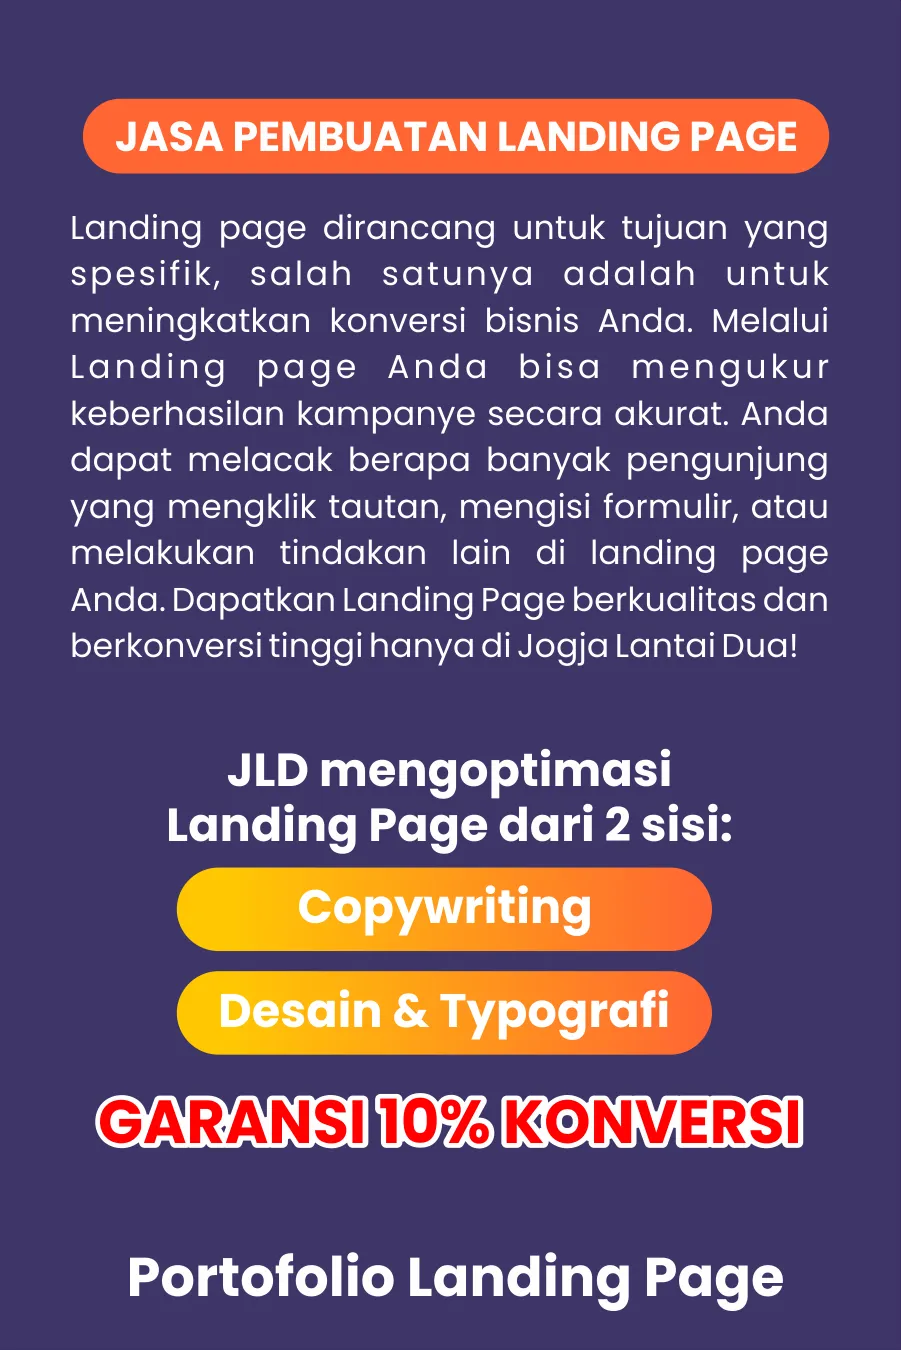 JASA PEMBUATAN LANDING PAGE
Landing page dirancang untuk tujuan yang
spesifik, salah satunya adalah untuk
meningkatkan konversi bisnis Anda. Melalui
Landing page Anda bisa mengukur
keberhasilan kampanye secara akurat. Anda
dapat melacak berapa banyak pengunjung
yang mengklik tautan, mengisi formulir, atau
melakukan tindakan lain di landing page
Anda. Dapatkan Landing Page berkualitas dan
berkonversi tinggi hanya di Jogja Lantai Dua!
JLD mengoptimasi
Landing Page dari 2 sisi:
Copywriting
Desain & Typografi
GARANSI 10% KONVERSI
Portofolio Landing Page